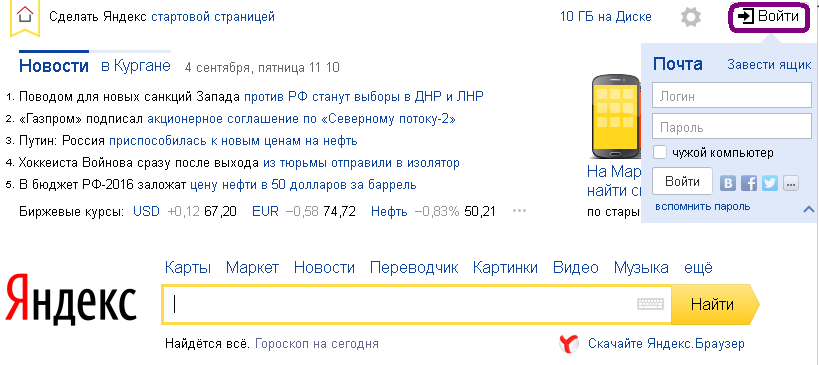 Сделать Яндекс стартовой страницей
10 ГБ на Диске
Войти
Новости в Кургане 4 сентября, пятница 11 10
1. Поводом для новых санкций Запада против РФ станут выборы в ДНР и ЛНР
2. «Газпром» подписал акционерное соглашение по «Северному потоку-2»
3. Путин: Россия приспособилась к новым ценам на нефть
4. Хоккеиста Войнова сразу после выхода из тюрьмы отправили в изолятор
5. В бюджет РФ-2016 заложат цену нефти в 50 долларов за баррель
Биржевые курсы: USD +0,12 67,20 EUR −0,58 74,72 Нефть −0,83% 50,21 ···
На Мар
найти с
по стары
Почта Завести ящик
Логин
Пароль
чужой компьютер
Войти
вспомнить пароль
Карты Маркет Новости Переводчик Картинки Видео Музыка ещё
Яндекс
Найти
Найдётся всё. Гороскоп на сегодня
Скачайте Яндекс.Браузер